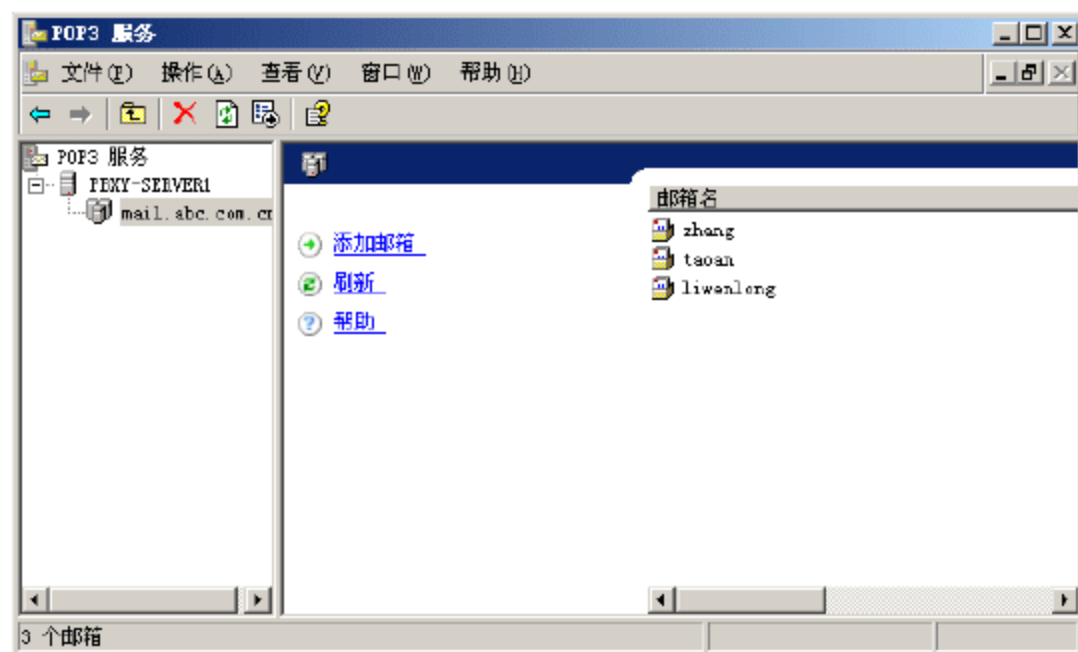 POP3 服务
文件(F) 操作(A) 查看(V) 窗口(W) 帮助(H)
POP3 服务
PBXY-SERVER1
mail.abc.com.cn
添加邮箱
刷新
帮助
邮箱名
zhang
taoan
liwenlong
3 个邮箱